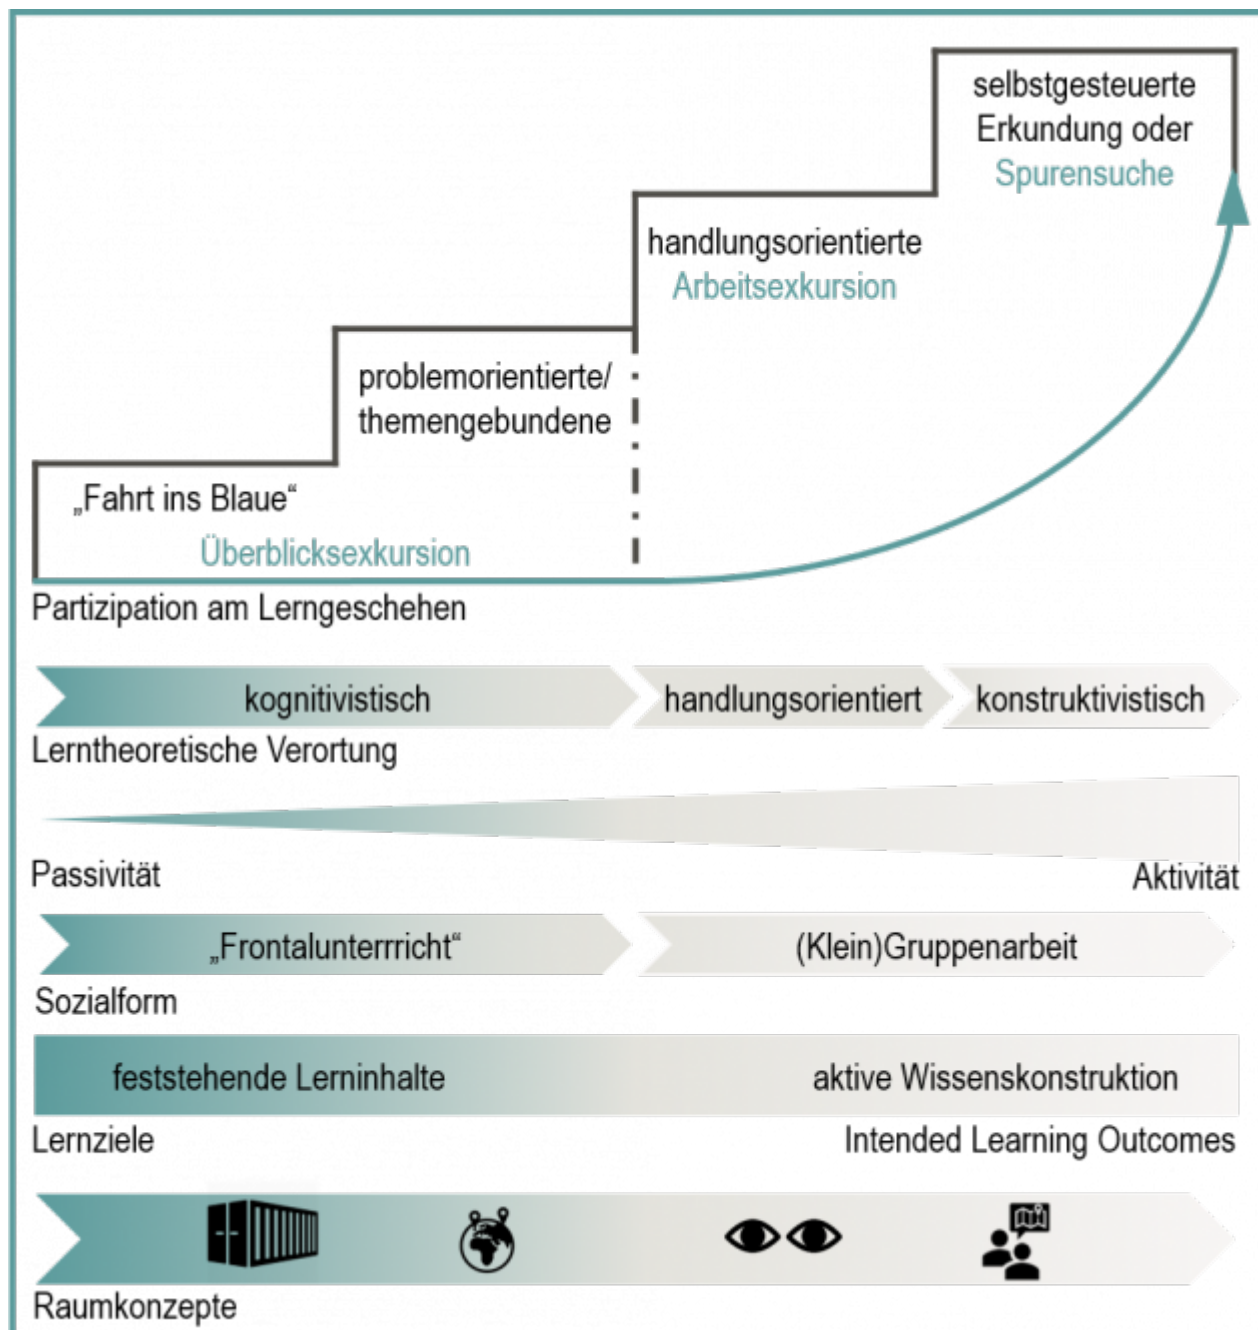 selbstgesteuerte
Erkundung oder
Spurensuche
handlungsorientierte
Arbeitsexkursion
problemorientierte/
themengebundene
„Fahrt ins Blaue“
Überblicksexkursion
Partizipation am Lerngeschehen
kognitivistisch
handlungsorientiert
konstruktivistisch
Lerntheoretische Verortung
Passivität
Aktivität
„Frontalunterrricht“
(Klein)Gruppenarbeit
Sozialform
feststehende Lerninhalte
aktive Wissenskonstruktion
Lernziele
Intended Learning Outcomes
Raumkonzepte